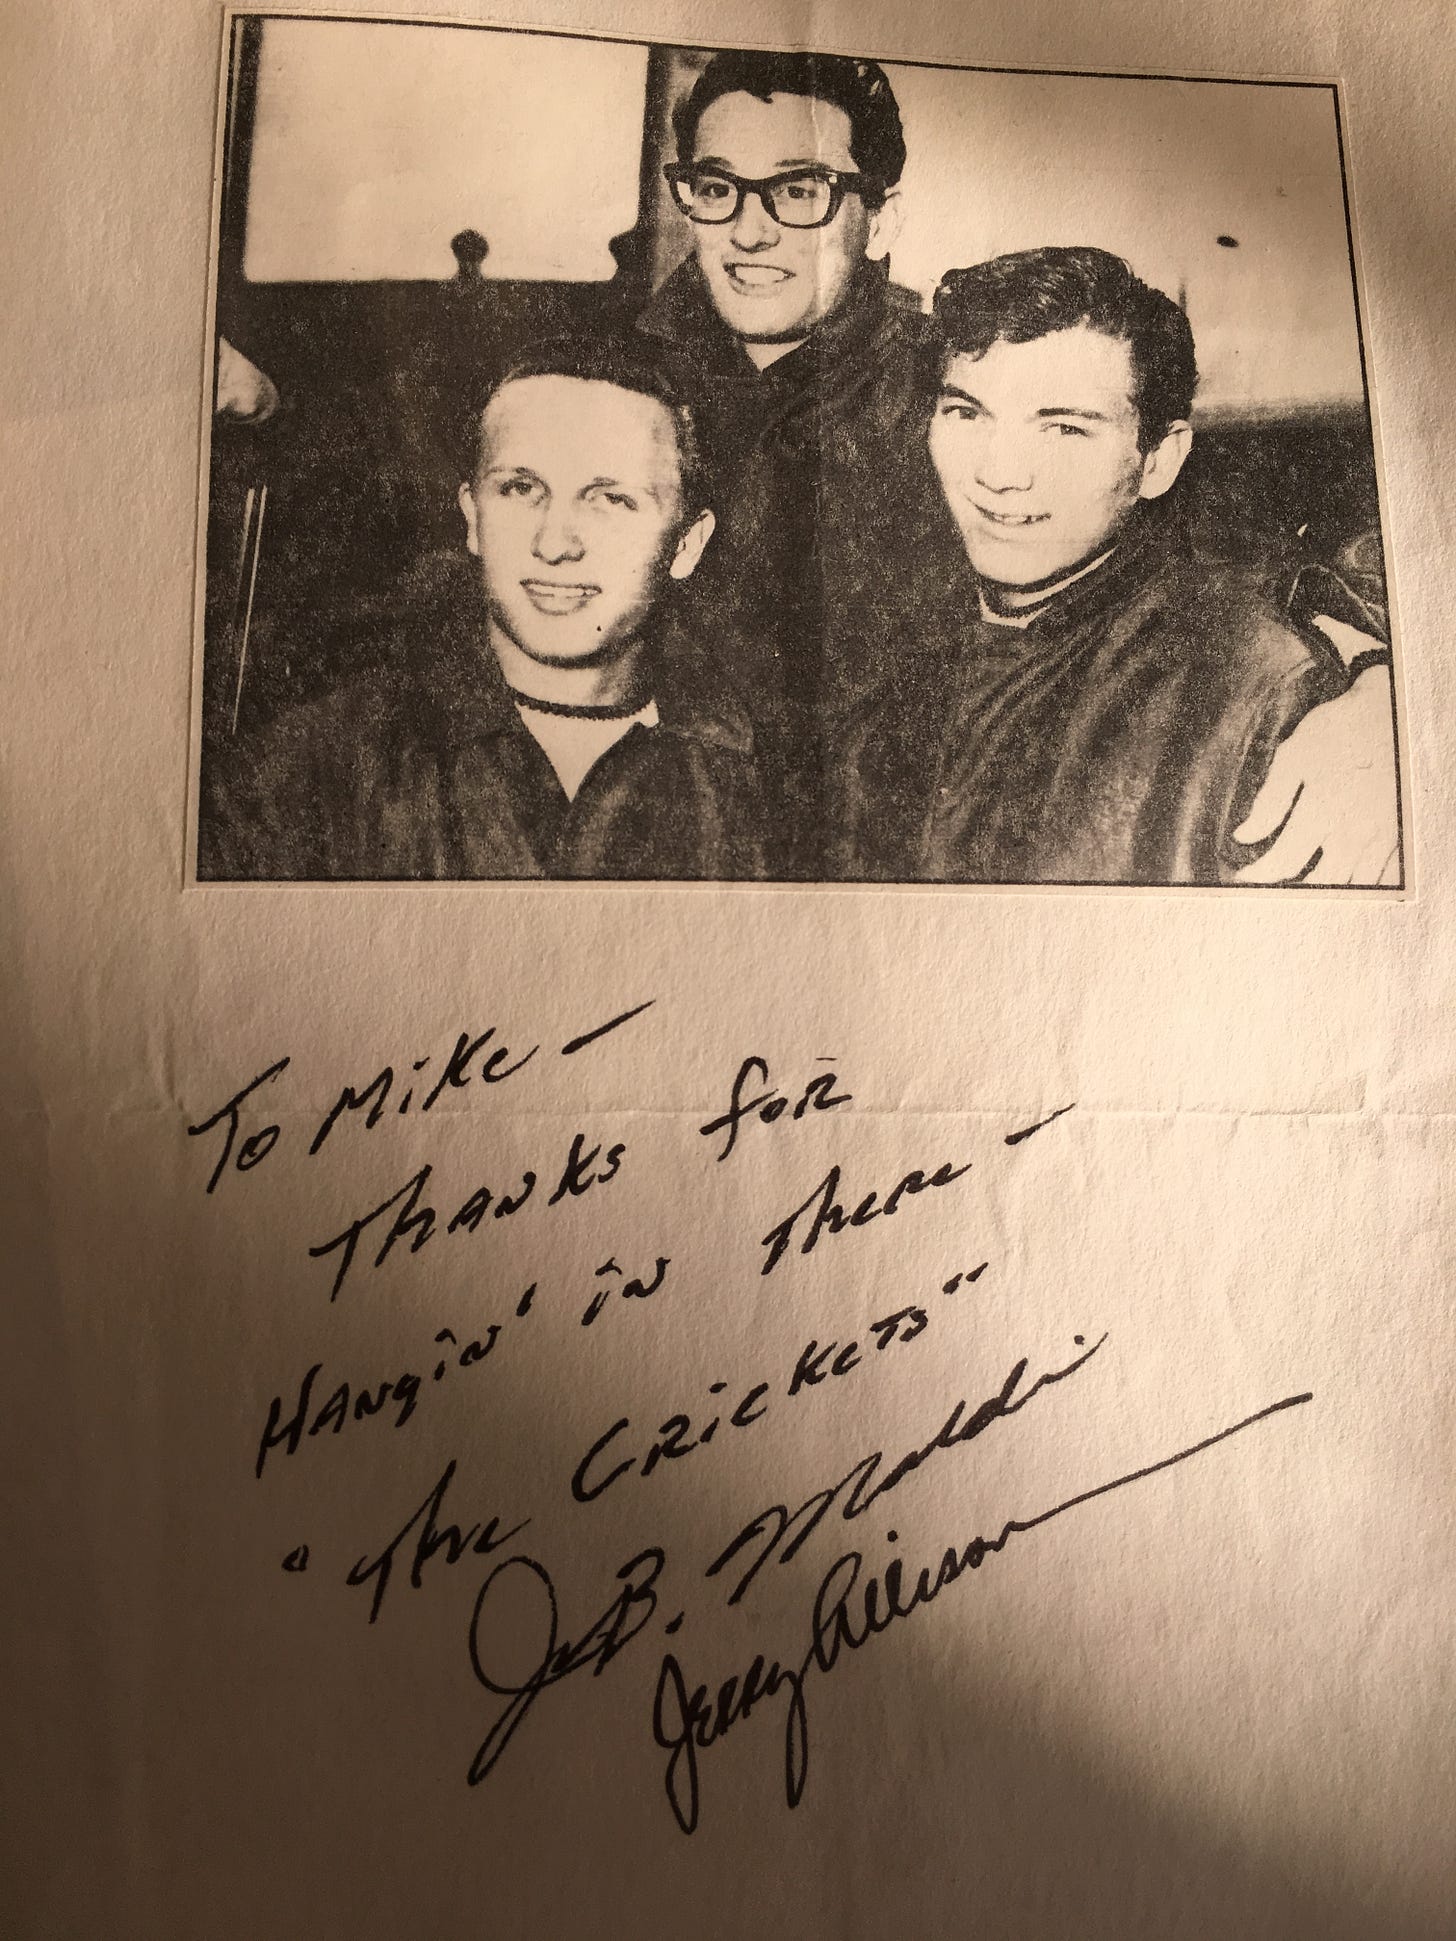 To Mike —
Thanks for
Hangin' in There —
"The Crickets"
J.B. Mauldin
Jerry Allison